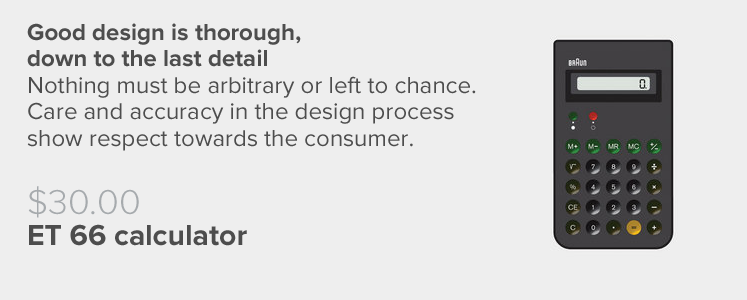 Good design is thorough,
down to the last detail
Nothing must be arbitrary or left to chance.
Care and accuracy in the design process
show respect towards the consumer.
$30.00
ET 66 calculator
BRAUN
0.
M+ M− MR MC +/−
√ 7 8 9 ÷
% 4 5 6 ×
CE 1 2 3 −
C 0 · = +